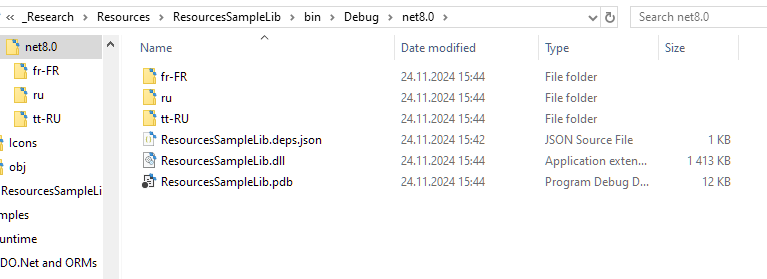 « _Research › Resources › ResourcesSampleLib › bin › Debug › net8.0 ›
Search net8.0
net8.0
fr-FR
ru
tt-RU
Icons
obj
ResourcesSampleLi
mples
untime
DO.Net and ORMs
Name Date modified Type Size
fr-FR 24.11.2024 15:44 File folder
ru 24.11.2024 15:44 File folder
tt-RU 24.11.2024 15:44 File folder
ResourcesSampleLib.deps.json 24.11.2024 15:42 JSON Source File 1 KB
ResourcesSampleLib.dll 24.11.2024 15:44 Application exten... 1 413 KB
ResourcesSampleLib.pdb 24.11.2024 15:44 Program Debug D... 12 KB